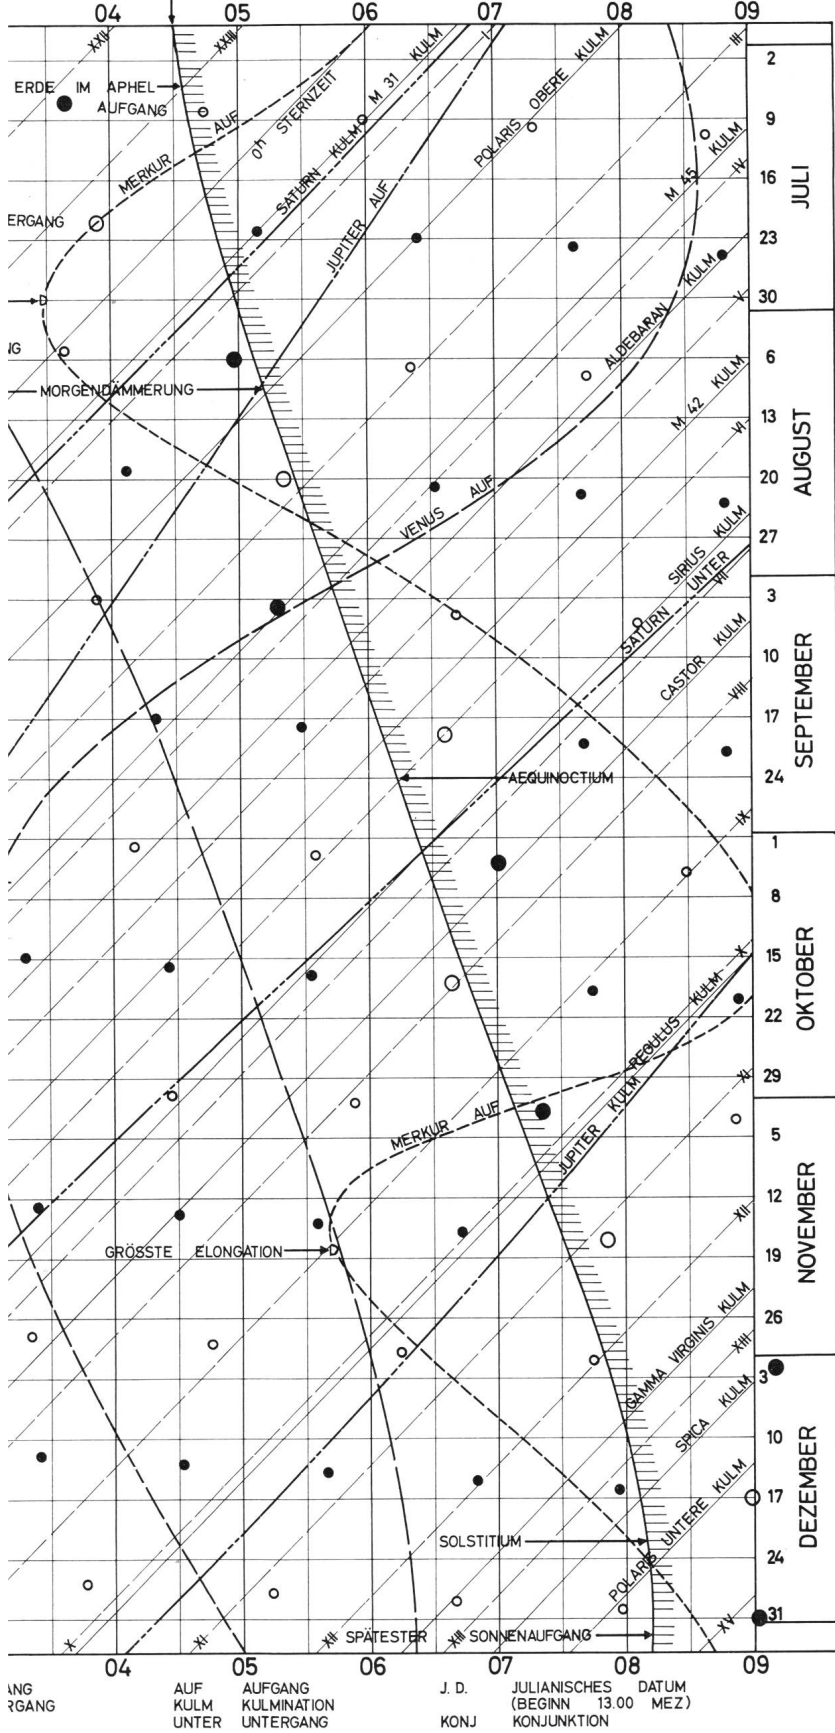 04 05 06 07 08 09
XXII XXIII I III
ERDE IM APHEL
AUFGANG
MERKUR AUF
0h STERNZEIT
SATURN KULM
M 31 KULM
JUPITER AUF
POLARIS OBERE KULM
M 45 KULM
IV
ERGANG
D
NG
MORGENDÄMMERUNG
ALDEBARAN KULM
V
M 42 KULM
VI
VENUS AUF
SIRIUS KULM
SATURN UNTER
VII
CASTOR KULM
VIII
AEQUINOCTIUM
IX
X
REGULUS KULM
XI
MERKUR AUF
JUPITER KULM
XII
GRÖSSTE ELONGATION
D
GAMMA VIRGINIS KULM
XIII
SPICA KULM
SOLSTITIUM
POLARIS UNTERE KULM
X XI XII SPÄTESTER XIII SONNENAUFGANG XV
2
9
16
23
30
JULI
6
13
20
27
AUGUST
3
10
17
24
SEPTEMBER
1
8
15
22
29
OKTOBER
5
12
19
26
NOVEMBER
3
10
17
24
31
DEZEMBER
04 05 06 07 08 09
ANG AUF AUFGANG J. D. JULIANISCHES DATUM
RGANG KULM KULMINATION (BEGINN 13.00 MEZ)
UNTER UNTERGANG KONJ KONJUNKTION